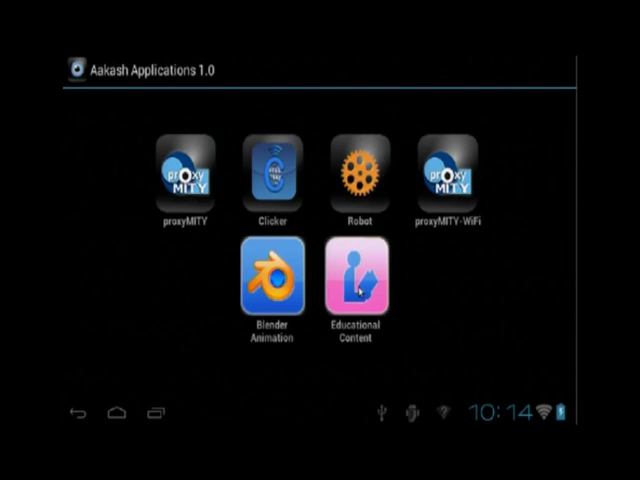 Aakash Applications 1.0
proxy
MITY
proxy
MITY
proxyMITY
Clicker
Robot
proxyMITY-WiFi
Blender
Animation
Educational
Content
10:14